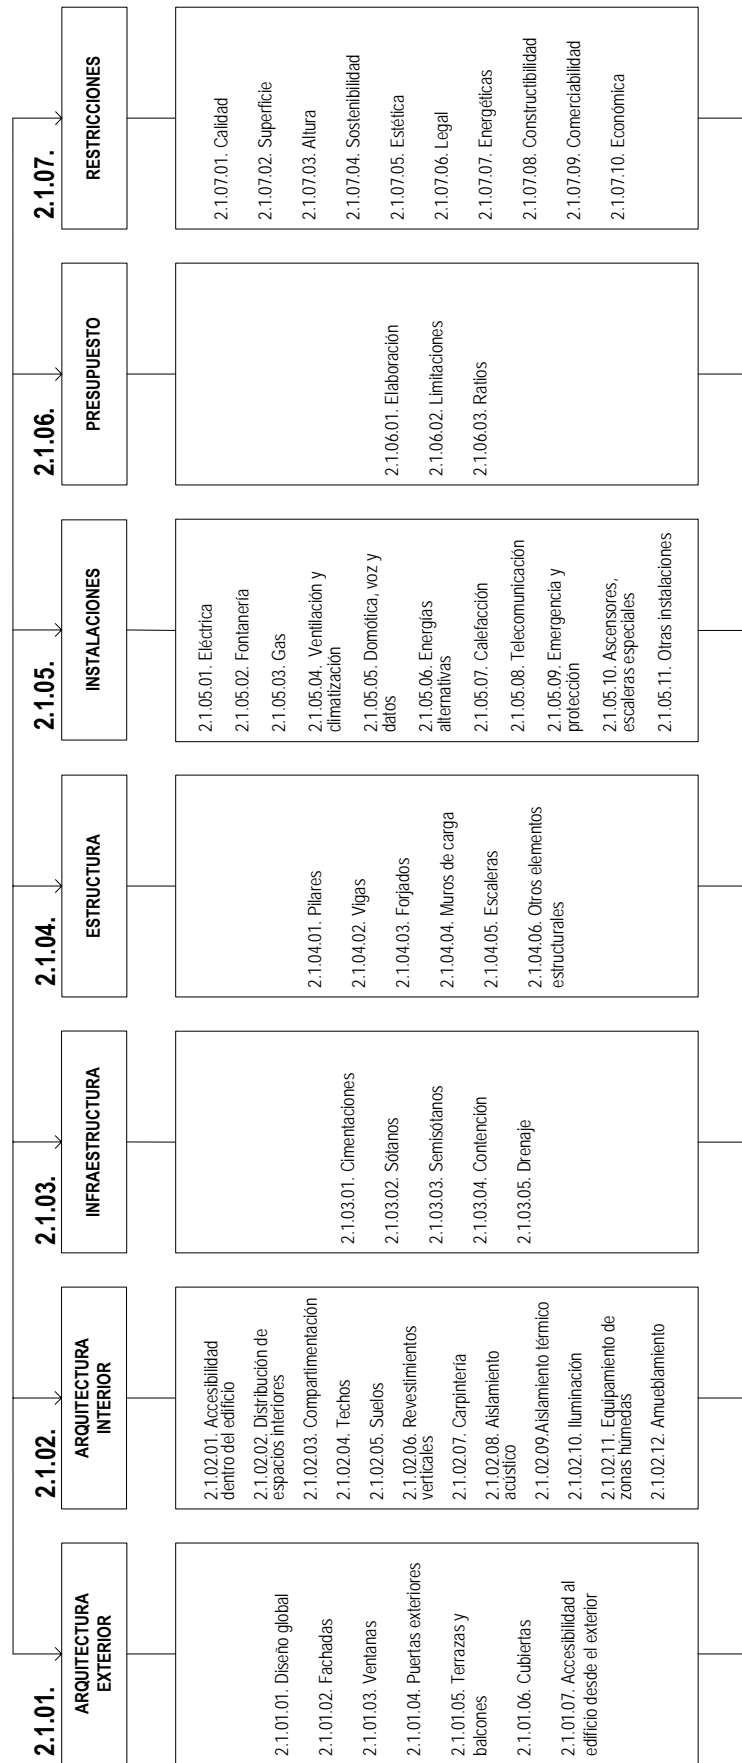 2.1.01.
ARQUITECTURA
EXTERIOR
2.1.01.01. Diseño global
2.1.01.02. Fachadas
2.1.01.03. Ventanas
2.1.01.04. Puertas exteriores
2.1.01.05. Terrazas y
balcones
2.1.01.06. Cubiertas
2.1.01.07. Accesibilidad al
edificio desde el exterior
2.1.02.
ARQUITECTURA
INTERIOR
2.1.02.01. Accesibilidad
dentro del edificio
2.1.02.02. Distribución de
espacios interiores
2.1.02.03. Compartimentación
2.1.02.04. Techos
2.1.02.05. Suelos
2.1.02.06. Revestimientos
verticales
2.1.02.07. Carpintería
2.1.02.08. Aislamiento
acústico
2.1.02.09.Aislamiento térmico
2.1.02.10. Iluminación
2.1.02.11. Equipamiento de
zonas húmedas
2.1.02.12. Amueblamiento
2.1.03.
INFRAESTRUCTURA
2.1.03.01. Cimentaciones
2.1.03.02. Sótanos
2.1.03.03. Semisótanos
2.1.03.04. Contención
2.1.03.05. Drenaje
2.1.04.
ESTRUCTURA
2.1.04.01. Pilares
2.1.04.02. Vigas
2.1.04.03. Forjados
2.1.04.04. Muros de carga
2.1.04.05. Escaleras
2.1.04.06. Otros elementos
estructurales
2.1.05.
INSTALACIONES
2.1.05.01. Eléctrica
2.1.05.02. Fontanería
2.1.05.03. Gas
2.1.05.04. Ventilación y
climatización
2.1.05.05. Domótica, voz y
datos
2.1.05.06. Energías
alternativas
2.1.05.07. Calefacción
2.1.05.08. Telecomunicación
2.1.05.09. Emergencia y
protección
2.1.05.10. Ascensores,
escaleras especiales
2.1.05.11. Otras instalaciones
2.1.06.
PRESUPUESTO
2.1.06.01. Elaboración
2.1.06.02. Limitaciones
2.1.06.03. Ratios
2.1.07.
RESTRICCIONES
2.1.07.01. Calidad
2.1.07.02. Superficie
2.1.07.03. Altura
2.1.07.04. Sostenibilidad
2.1.07.05. Estética
2.1.07.06. Legal
2.1.07.07. Energéticas
2.1.07.08. Constructibilidad
2.1.07.09. Comerciabilidad
2.1.07.10. Económica